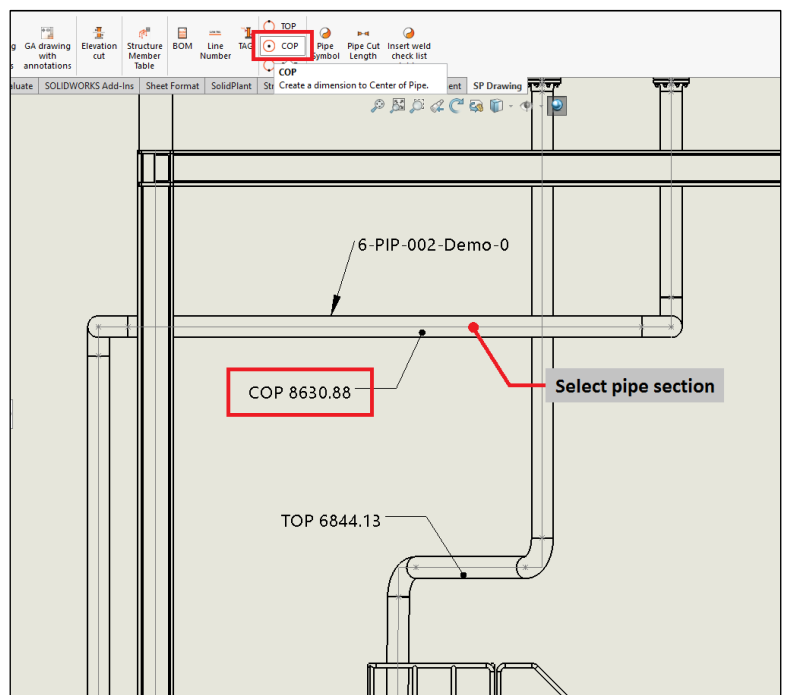 TOP
g GA drawing Elevation Structure BOM Line TAG COP Pipe Pipe Cut Insert weld
with cut Member Number ymbol Length check list
s annotations Table
COP
Create a dimension to Center of Pipe.
aluate SOLIDWORKS Add-Ins Sheet Format SolidPlant St ent SP Drawing
6-PIP-002-Demo-0
COP 8630.88
Select pipe section
TOP 6844.13